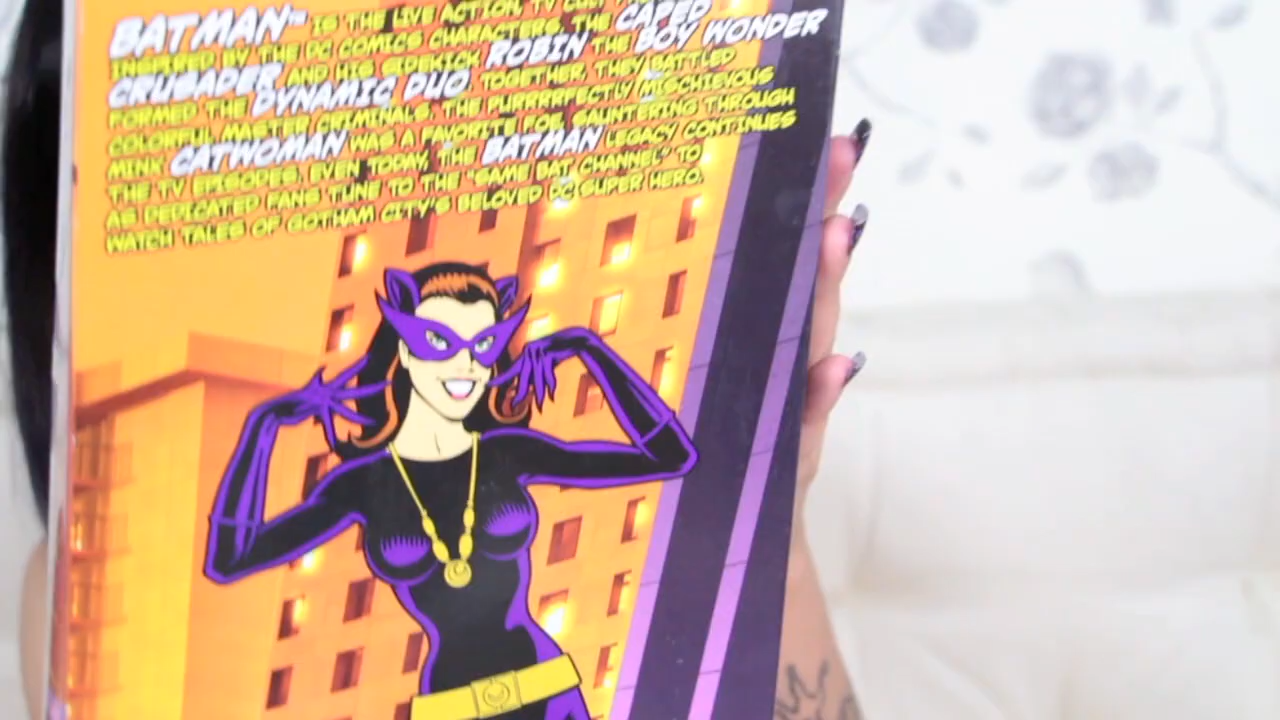 BATMAN™ IS THE LIVE ACTION, TV CULT
INSPIRED BY THE DC COMICS CHARACTERS, THE CAPED
CRUSADER AND HIS SIDEKICK ROBIN THE BOY WONDER
FORMED THE DYNAMIC DUO. TOGETHER, THEY BATTLED
COLORFUL MASTER CRIMINALS. THE PURRRRFECTLY MISCHIEVOUS
MINK CATWOMAN WAS A FAVORITE FOE, SAUNTERING THROUGH
THE TV EPISODES. EVEN TODAY, THE BATMAN LEGACY CONTINUES
AS DEDICATED FANS TUNE TO THE "SAME BAT CHANNEL" TO
WATCH TALES OF GOTHAM CITY'S BELOVED DC SUPER HERO.